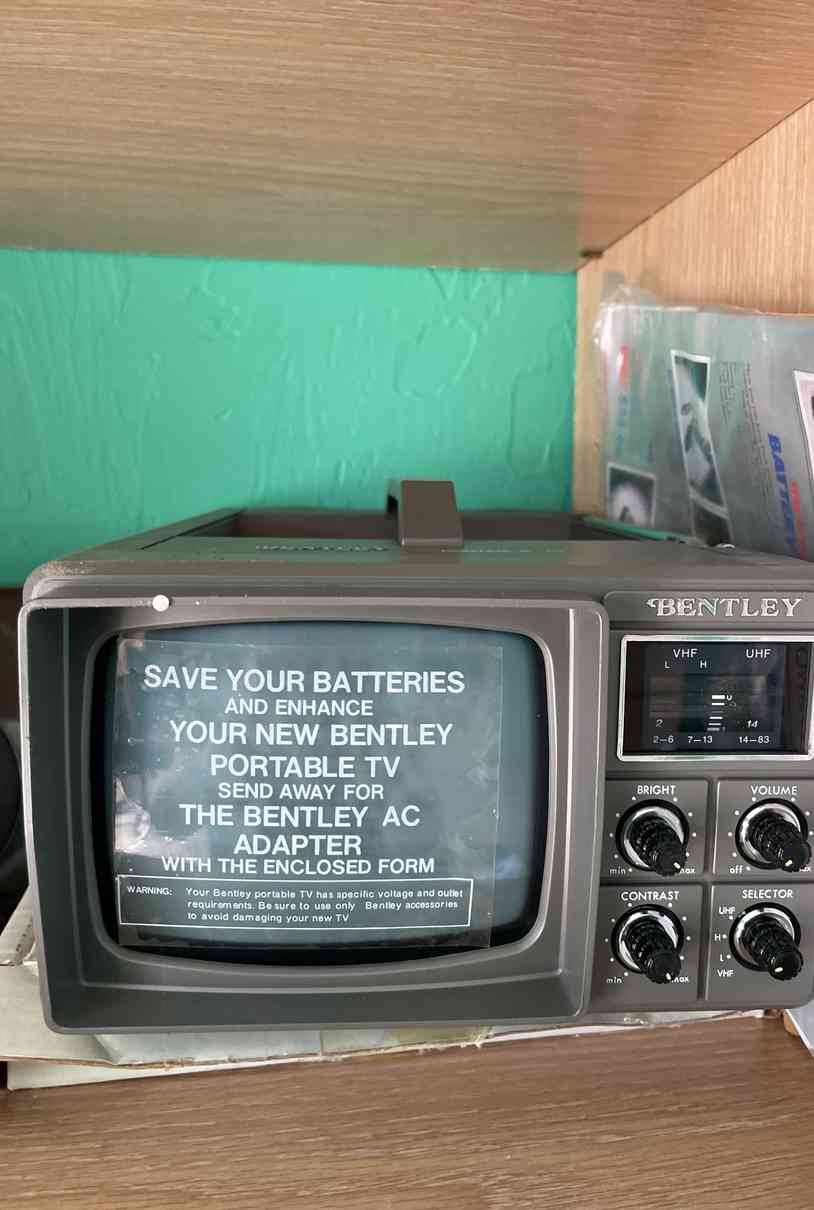 SAVE YOUR BATTERIES
AND ENHANCE
YOUR NEW BENTLEY
PORTABLE TV
SEND AWAY FOR
THE BENTLEY AC
ADAPTER
WITH THE ENCLOSED FORM
WARNING: Your Bentley portable TV has specific voltage and outlet
requirements. Be sure to use only Bentley accessories
to avoid damaging your new TV
BENTLEY
VHF UHF
L H
2 14
2–6 7–13 14–83
BRIGHT
min max
VOLUME
off
CONTRAST
min max
SELECTOR
UHF
H
L
VHF